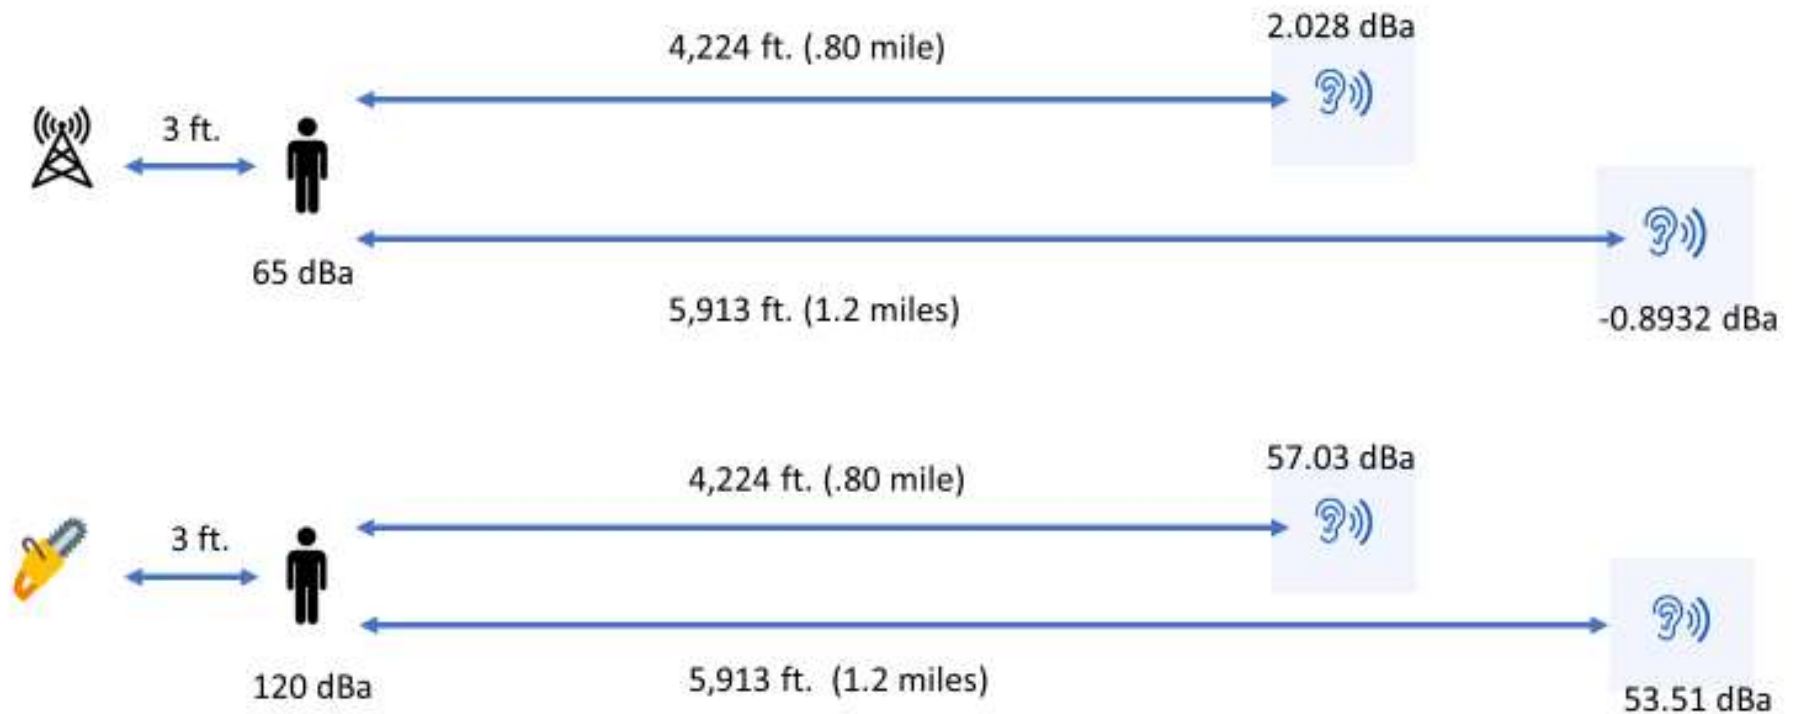 2.028 dBa
4,224 ft. (.80 mile)
3 ft.
65 dBa
5,913 ft. (1.2 miles)
-0.8932 dBa
57.03 dBa
4,224 ft. (.80 mile)
3 ft.
120 dBa
5,913 ft. (1.2 miles)
53.51 dBa